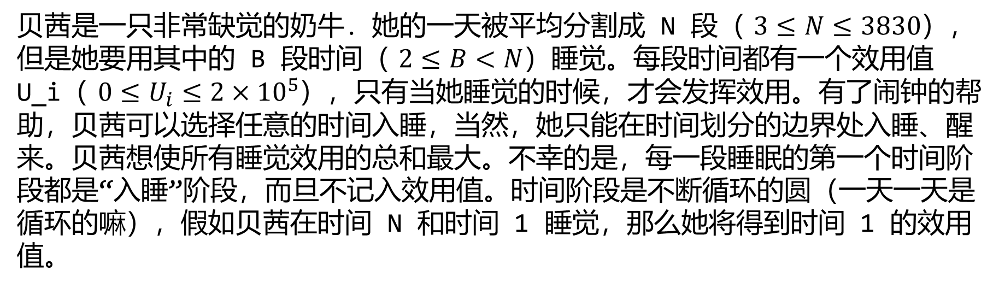 贝茜是一只非常缺觉的奶牛．她的一天被平均分割成 N 段（ 3 ≤ N ≤ 3830），
但是她要用其中的 B 段时间（ 2 ≤ B < N）睡觉。每段时间都有一个效用值
U_i（ 0 ≤ U_i ≤ 2 × 10^5），只有当她睡觉的时候，才会发挥效用。有了闹钟的帮
助，贝茜可以选择任意的时间入睡，当然，她只能在时间划分的边界处入睡、醒
来。贝茜想使所有睡觉效用的总和最大。不幸的是，每一段睡眠的第一个时间阶
段都是“入睡”阶段，而旦不记入效用值。时间阶段是不断循环的圆（一天一天是
循环的嘛），假如贝茜在时间 N 和时间 1 睡觉，那么她将得到时间 1 的效用
值。